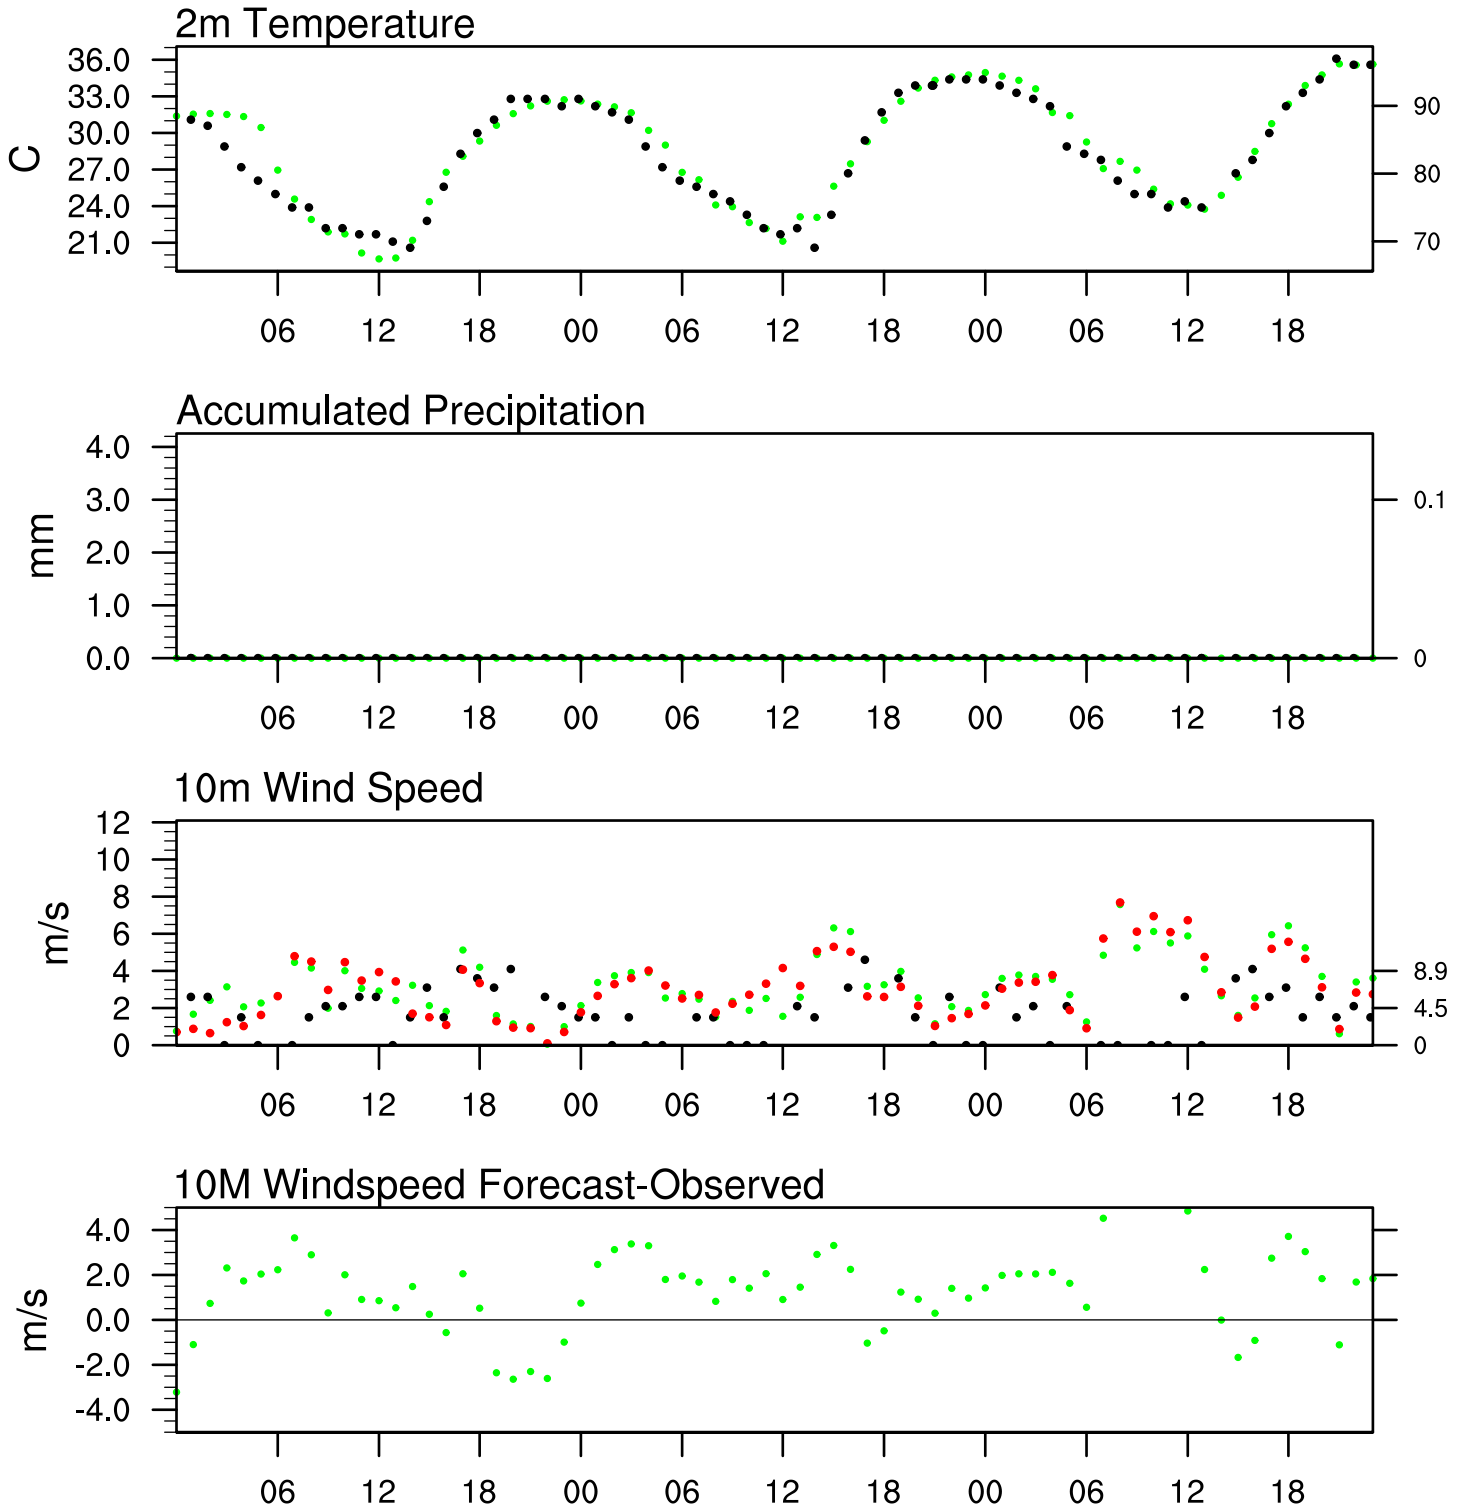 2m Temperature
36.0
33.0
30.0
27.0
24.0
21.0
C
90
80
70
06 12 18 00 06 12 18 00 06 12 18
Accumulated Precipitation
4.0
3.0
2.0
1.0
0.0
mm
0.1
0
06 12 18 00 06 12 18 00 06 12 18
10m Wind Speed
12
10
8
6
4
2
0
m/s
8.9
4.5
0
06 12 18 00 06 12 18 00 06 12 18
10M Windspeed Forecast-Observed
4.0
2.0
0.0
-2.0
-4.0
m/s
06 12 18 00 06 12 18 00 06 12 18